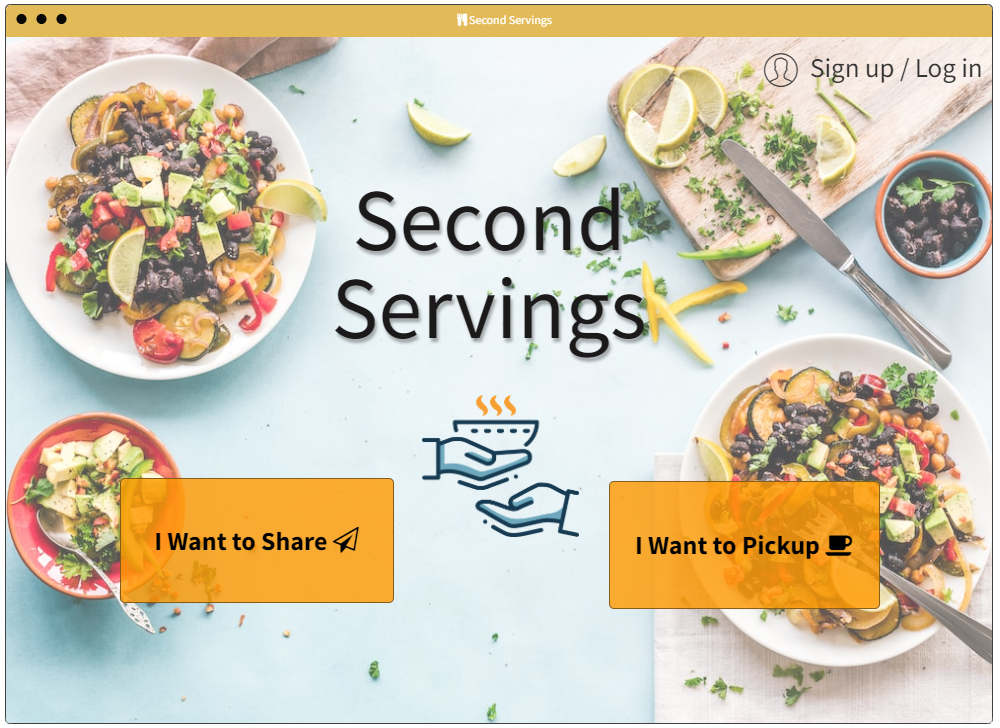 Second Servings
Sign up / Log in
Second
Servings
I Want to Share
I Want to Pickup